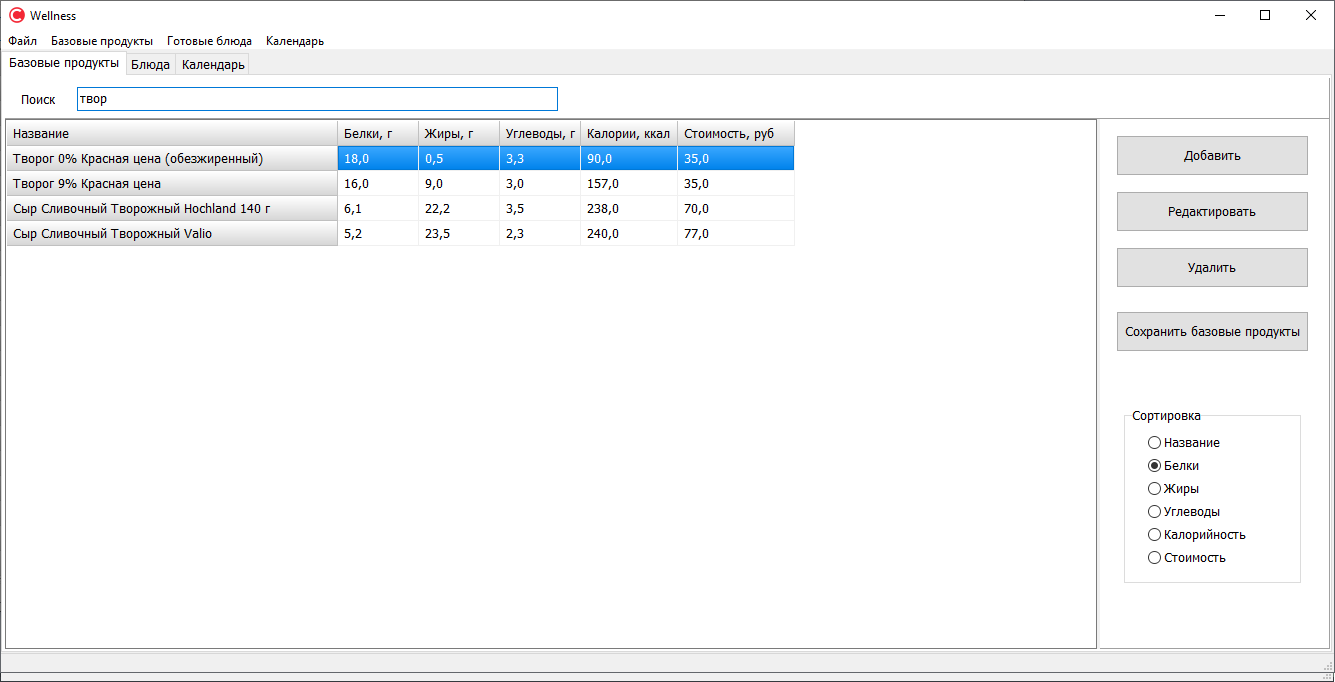 Wellness
Файл Базовые продукты Готовые блюда Календарь
Базовые продукты Блюда Календарь
Поиск твор
Название Белки, г Жиры, г Углеводы, г Калории, ккал Стоимость, руб
Творог 0% Красная цена (обезжиренный) 18,0 0,5 3,3 90,0 35,0
Творог 9% Красная цена 16,0 9,0 3,0 157,0 35,0
Сыр Сливочный Творожный Hochland 140 г 6,1 22,2 3,5 238,0 70,0
Сыр Сливочный Творожный Valio 5,2 23,5 2,3 240,0 77,0
Добавить
Редактировать
Удалить
Сохранить базовые продукты
Сортировка
Название
Белки
Жиры
Углеводы
Калорийность
Стоимость